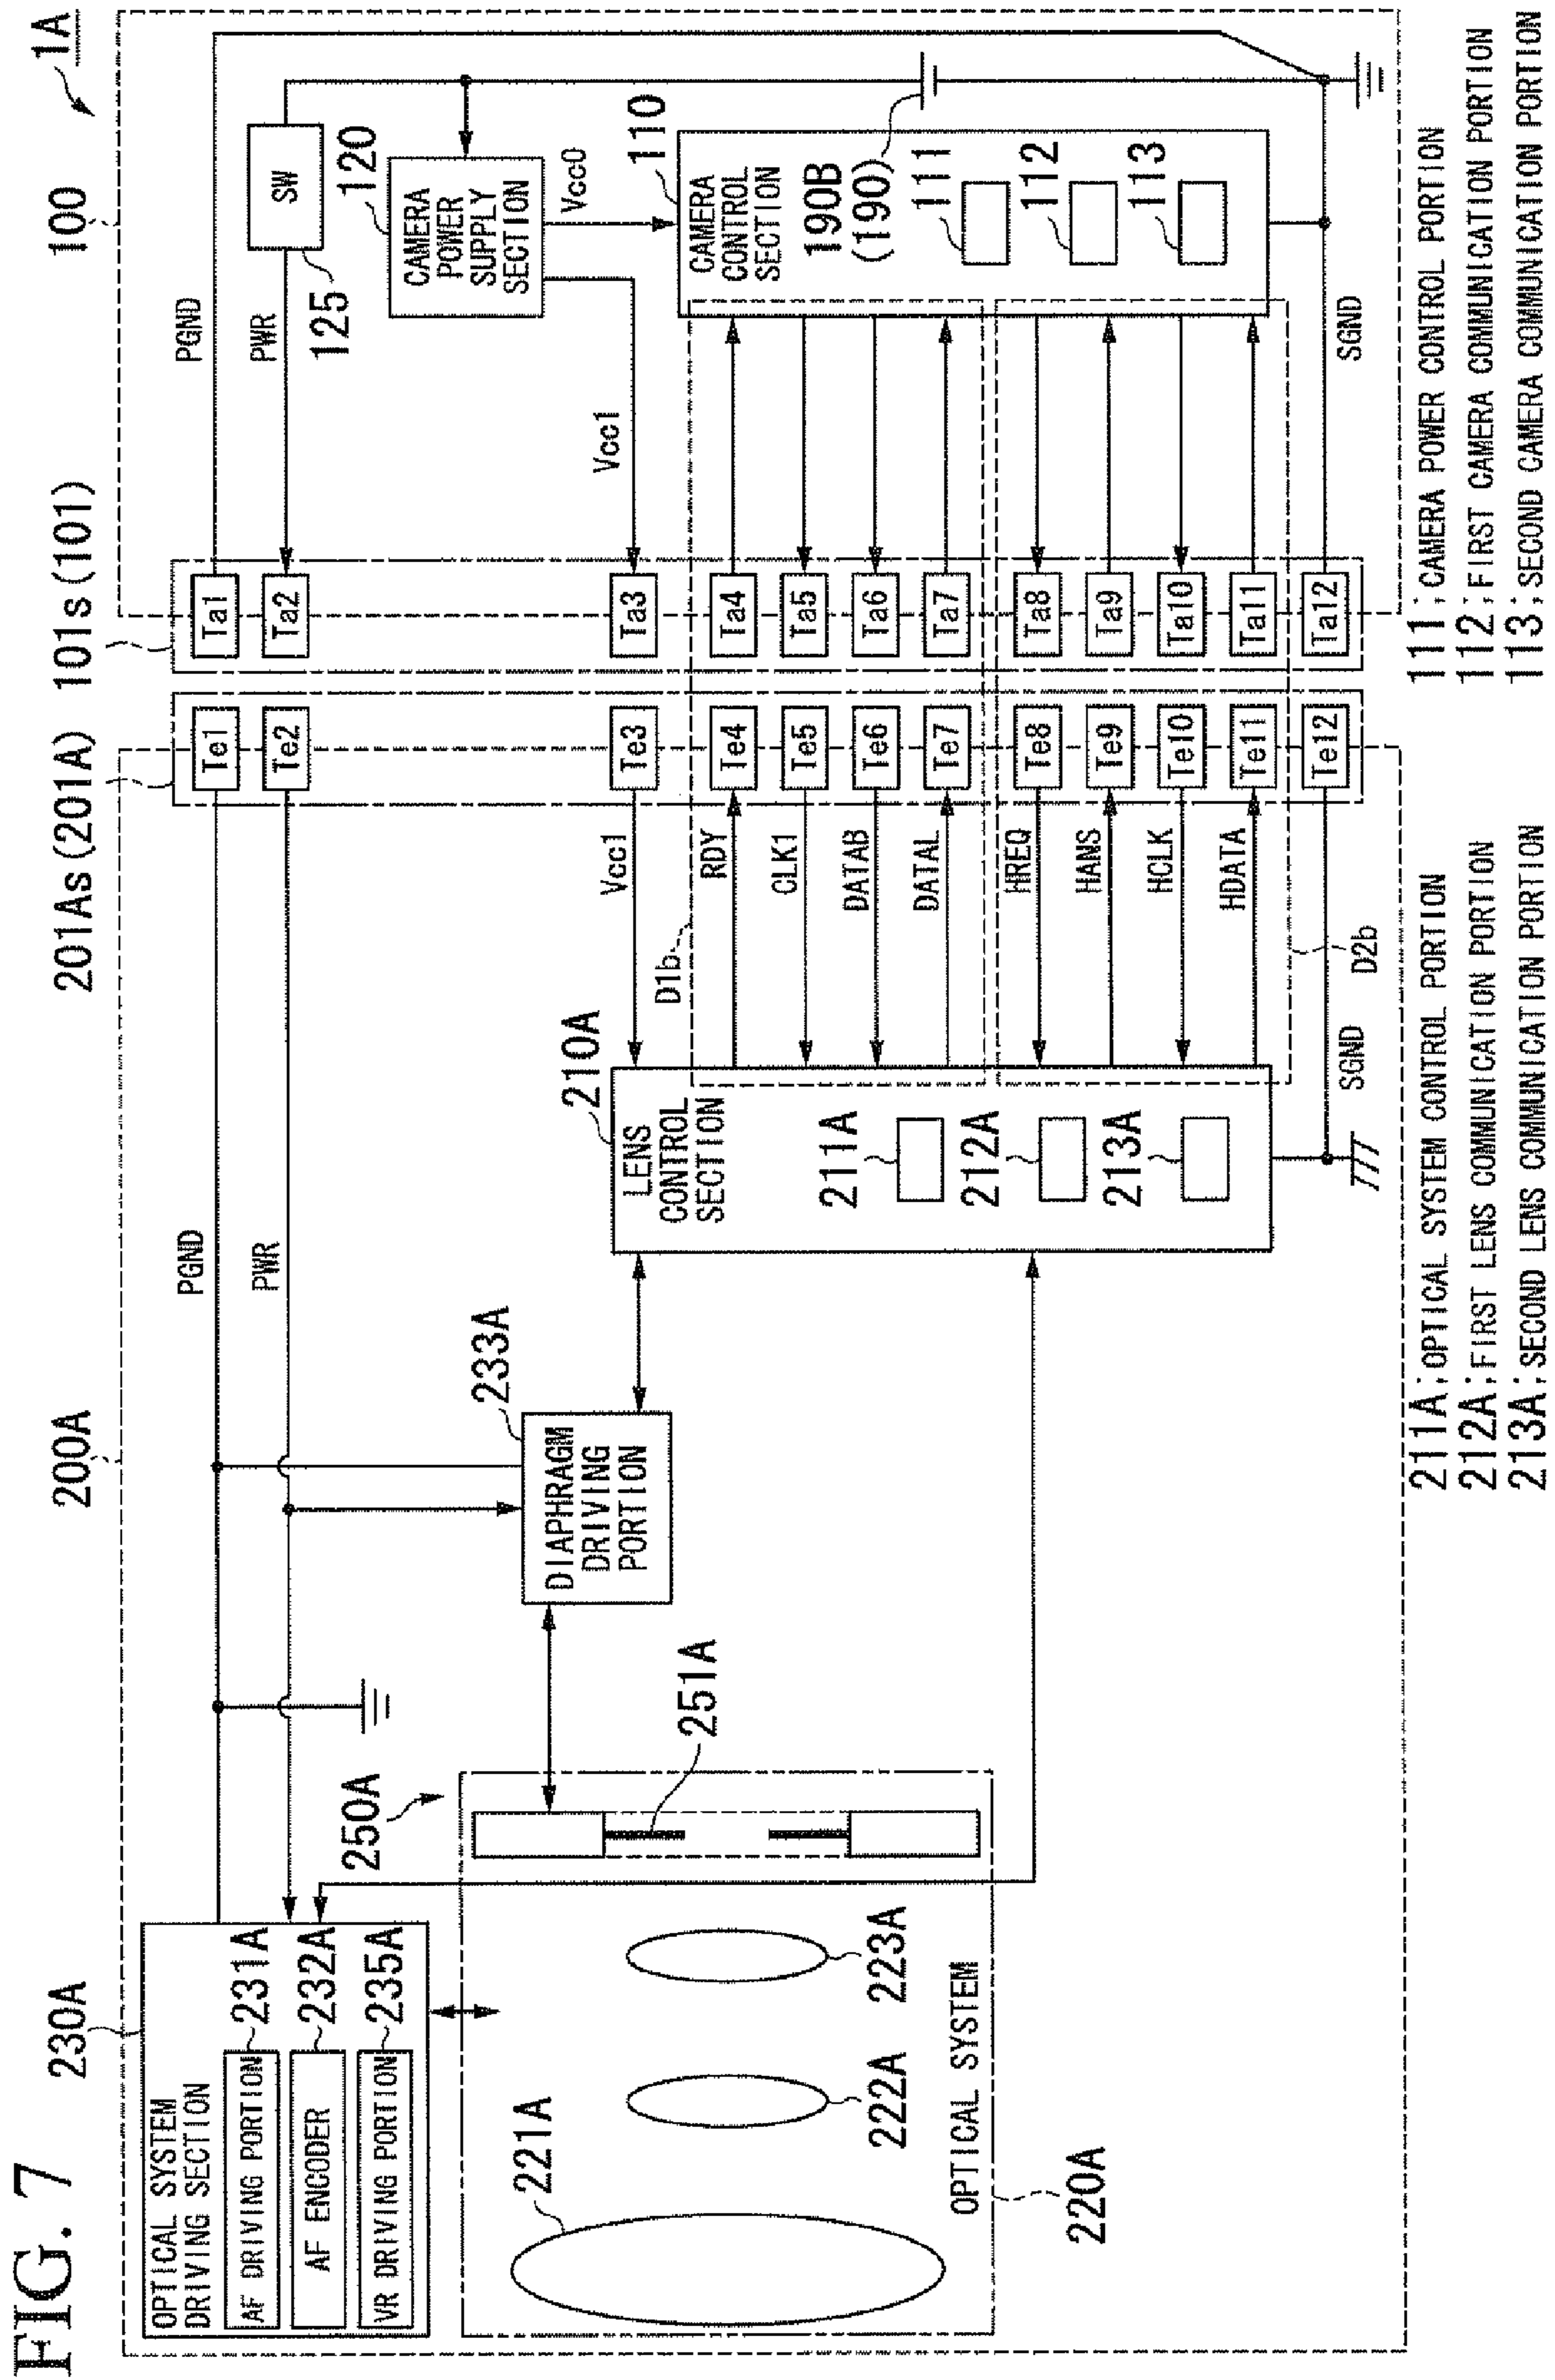 FIG. 7
1A
200A
100
201As(201A)
101s(101)
230A
OPTICAL SYSTEM
DRIVING SECTION
AF DRIVING PORTION
231A
AF ENCODER
232A
VR DRIVING PORTION
235A
PGND
PWR
Te1
Te2
Te3
Te4
Te5
Te6
Te7
Te8
Te9
Te10
Te11
Te12
Ta1
Ta2
Ta3
Ta4
Ta5
Ta6
Ta7
Ta8
Ta9
Ta10
Ta11
Ta12
PGND
PWR
SW
125
CAMERA
POWER
SUPPLY
SECTION
120
Vcc0
Vcc1
Vcc1
250A
251A
233A
DIAPHRAGM
DRIVING
PORTION
210A
LENS
CONTROL
SECTION
211A
212A
213A
D1b
RDY
CLK1
DATAB
DATAL
HREQ
HANS
HCLK
HDATA
D2b
SGND
SGND
110
CAMERA
CONTROL
SECTION
190B
(190)
111
112
113
221A
222A
223A
OPTICAL SYSTEM
220A
211A;OPTICAL SYSTEM CONTROL PORTION
212A;FIRST LENS COMMUNICATION PORTION
213A;SECOND LENS COMMUNICATION PORTION
111;CAMERA POWER CONTROL PORTION
112;FIRST CAMERA COMMUNICATION PORTION
113;SECOND CAMERA COMMUNICATION PORTION